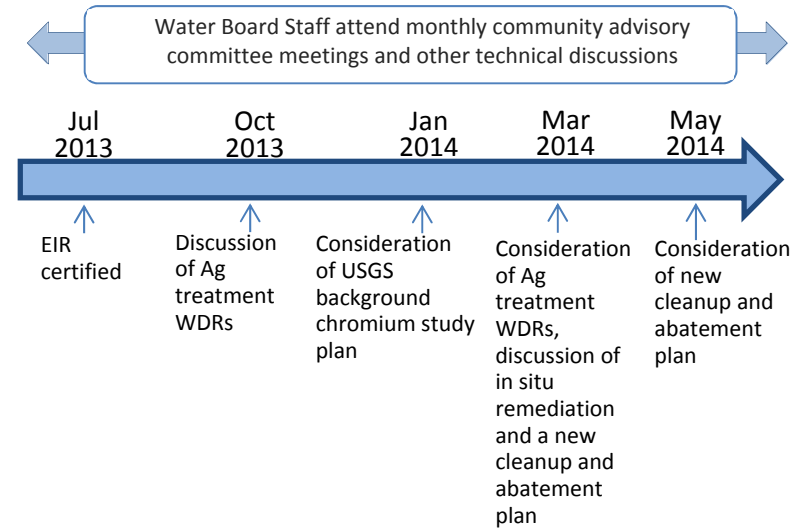 Water Board Staff attend monthly community advisory
committee meetings and other technical discussions
Jul
2013
Oct
2013
Jan
2014
Mar
2014
May
2014
EIR
certified
Discussion
of Ag
treatment
WDRs
Consideration
of USGS
background
chromium study
plan
Consideration
of Ag
treatment
WDRs,
discussion of
in situ
remediation
and a new
cleanup and
abatement
plan
Consideration
of new
cleanup and
abatement
plan